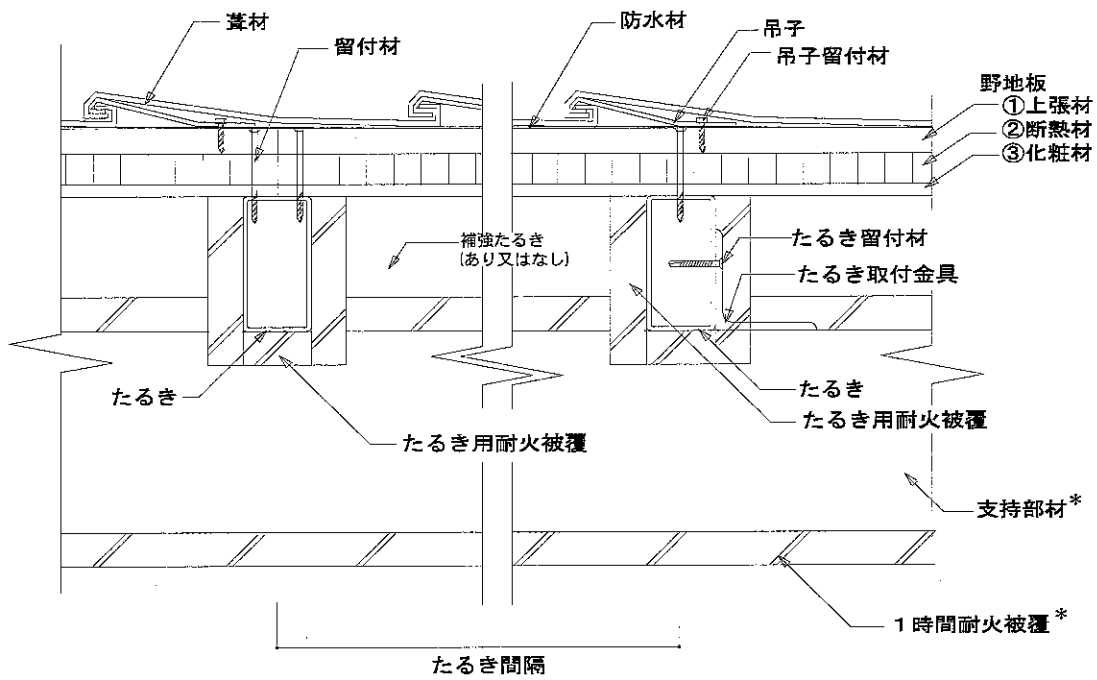 葺材
留付材
防水材
吊子
吊子留付材
野地板
①上張材
②断熱材
③化粧材
補強たるき
(あり又はなし)
たるき留付材
たるき取付金具
たるき
たるき用耐火被覆
たるき
たるき用耐火被覆
支持部材*
1時間耐火被覆*
たるき間隔